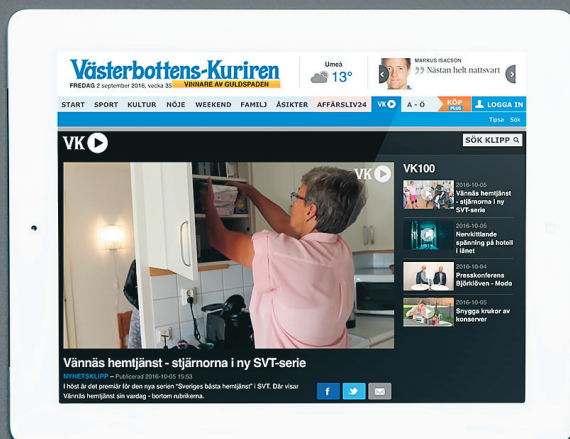 Västerbottens-Kuriren
FREDAG 2 september 2016, vecka 35
VINNARE AV GULDSPADEN
Umeå
13°
MARKUS ISACSON
Nästan helt nattsvart
START SPORT KULTUR NÖJE WEEKEND FAMILJ ÅSIKTER AFFÄRSLIV24 VK A - Ö KÖP PLUS LOGGA IN
Tipsa Sök
VK
SÖK KLIPP
VK
VK100
2016-10-05
Vännäs hemtjänst
- stjärnorna i ny
SVT-serie
2016-10-05
Nervkittlande
spänning på hotell
i länet
2016-10-04
Presskonferens
Björklöven - Modo
2016-10-05
Snygga krukor av
konserver
Vännäs hemtjänst - stjärnorna i ny SVT-serie
NYHETSKLIPP – Publicerad 2016-10-05 15:53
I höst är det premiär för den nya serien "Sveriges bästa hemtjänst" i SVT. Där visar
Vännäs hemtjänst sin vardag - bortom rubrikerna.